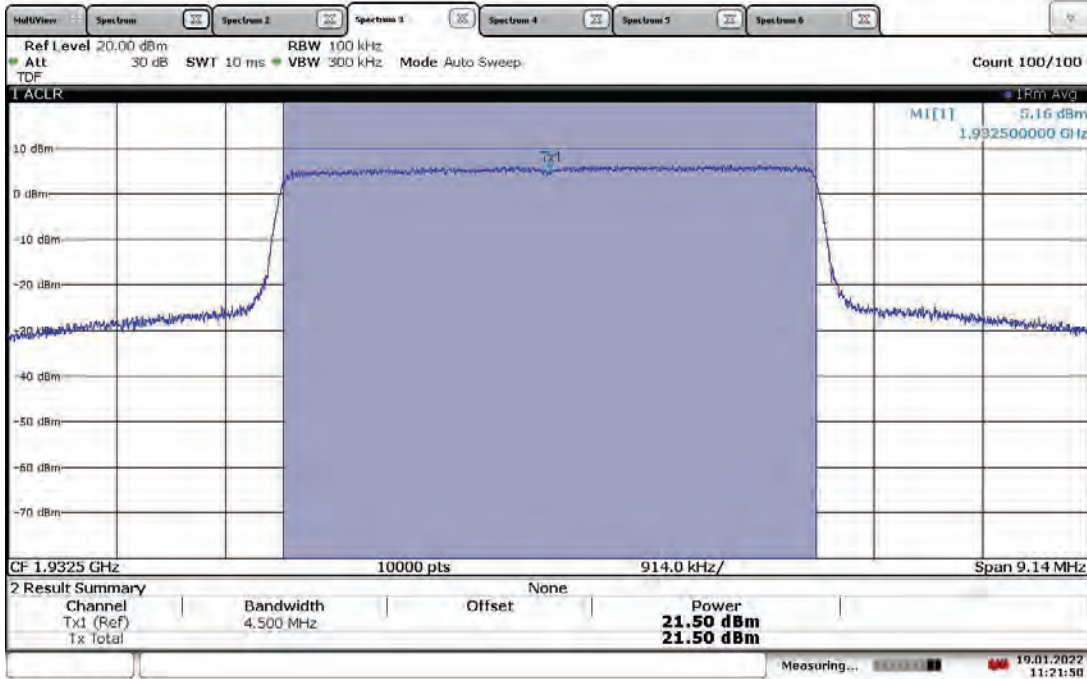 MultiView Spectrum Spectrum 2 Spectrum 3 Spectrum 4 Spectrum 5 Spectrum 6
Ref Level 20.00 dBm RBW 100 kHz
Att 30 dB SWT 10 ms VBW 300 kHz Mode Auto Sweep Count 100/100
TDF
1 ACLR 1Rm Avg
M1[1] 5.16 dBm
1.932500000 GHz
10 dBm
Tx1
0 dBm
-10 dBm
-20 dBm
-30 dBm
-40 dBm
-50 dBm
-60 dBm
-70 dBm
CF 1.9325 GHz 10000 pts 914.0 kHz/ Span 9.14 MHz
2 Result Summary None
Channel Bandwidth Offset Power
Tx1 (Ref) 4.500 MHz 21.50 dBm
Tx Total 21.50 dBm
Measuring... 19.01.2022
11:21:50